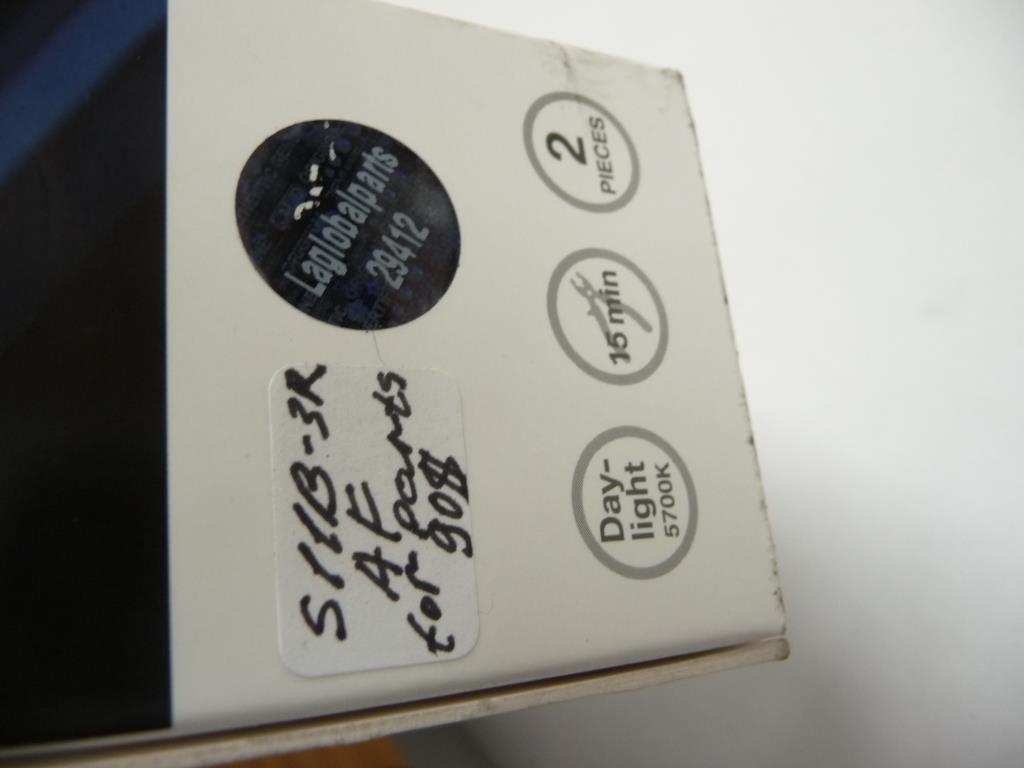 Laglobalparts
29412
S11B-3R
AF
for parts
90$
2
PIECES
15 min
Day-
light
5700K